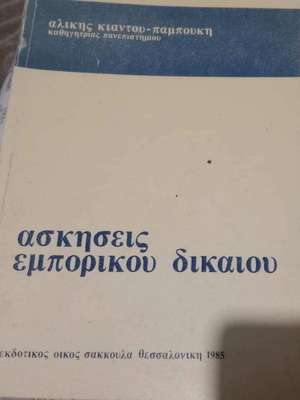 αλικης κιαντου-παμπουκη
καθηγητριας πανεπιστημιου
ασκησεις
εμπορικου δικαιου
εκδοτικος οικος σακκουλα θεσσαλονικη 1985